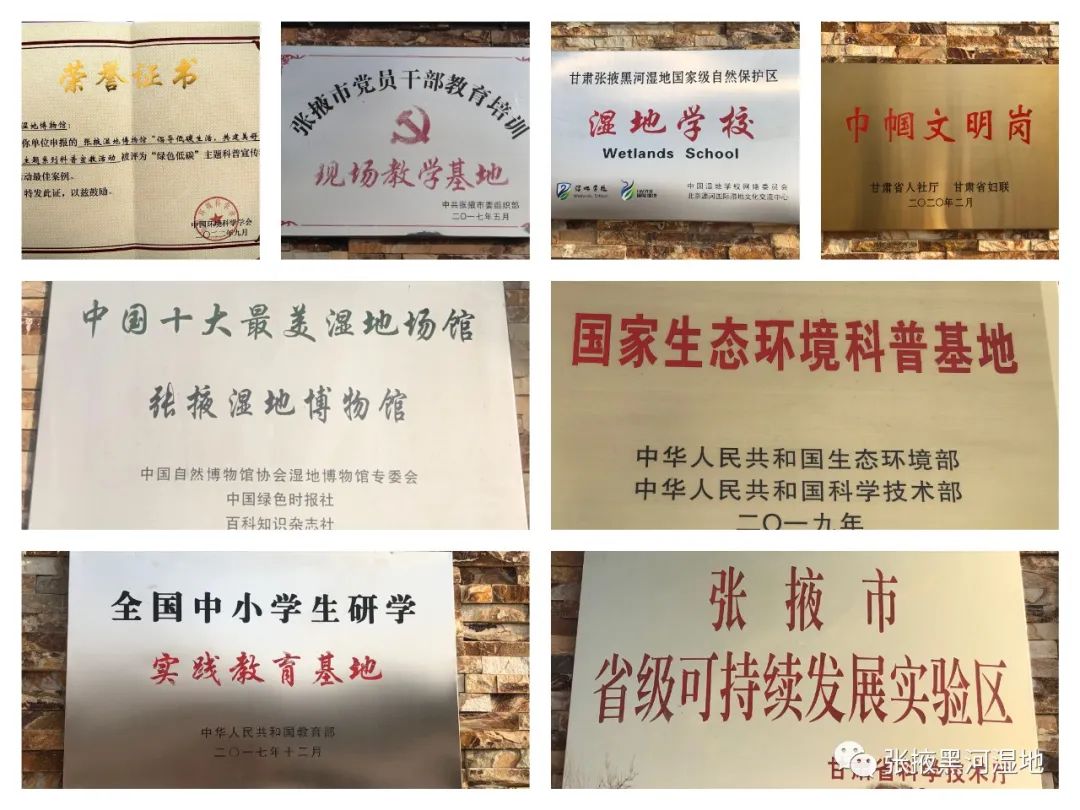 荣誉证书
湿地博物馆:
你单位申报的 张掖湿地博物馆"倡导低碳生活,共建美好
主题系列科普宣教活动 被评为"绿色低碳"主题科普宣传
动最佳案例。
特发此证,以兹鼓励。
中国环境科学学会
二〇二二年九月
张掖市党员干部教育培训
现场教学基地
中共张掖市委组织部
二〇一七年五月
甘肃张掖黑河湿地国家级自然保护区
湿地学校
Wetlands School
湿地学校
Wetlands School
中国湿地学校网络委员会
北京源河国际湿地文化交流中心
巾帼文明岗
甘肃省人社厅 甘肃省妇联
二〇二〇年二月
中国十大最美湿地场馆
张掖湿地博物馆
中国自然博物馆协会湿地博物馆专委会
中国绿色时报社
百科知识杂志社
国家生态环境科普基地
中华人民共和国生态环境部
中华人民共和国科学技术部
二〇一九年
全国中小学生研学
实践教育基地
中华人民共和国教育部
二〇一七年十二月
张掖市
省级可持续发展实验区
甘肃省科学技术厅
张掖黑河湿地